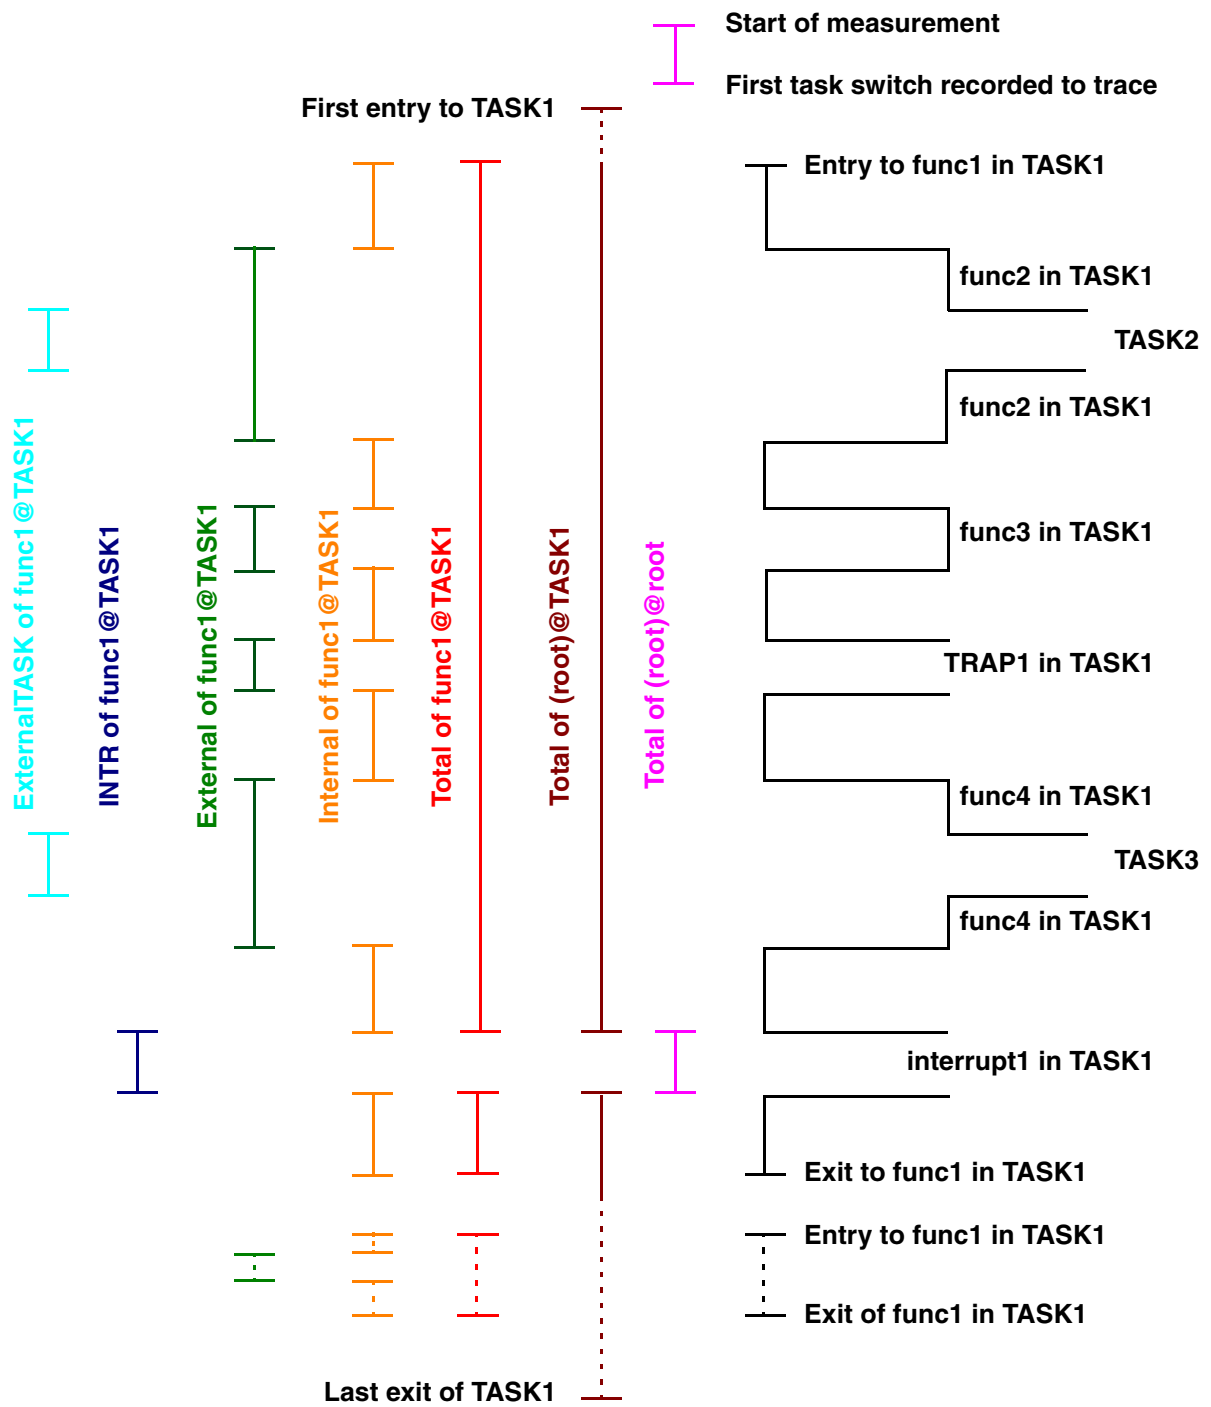 Start of measurement
First task switch recorded to trace
First entry to TASK1
Entry to func1 in TASK1
func2 in TASK1
TASK2
func2 in TASK1
ExternalTASK of func1@TASK1
INTR of func1@TASK1
External of func1@TASK1
Internal of func1@TASK1
Total of func1@TASK1
Total of (root)@TASK1
Total of (root)@root
func3 in TASK1
TRAP1 in TASK1
func4 in TASK1
TASK3
func4 in TASK1
interrupt1 in TASK1
Exit to func1 in TASK1
Entry to func1 in TASK1
Exit of func1 in TASK1
Last exit of TASK1